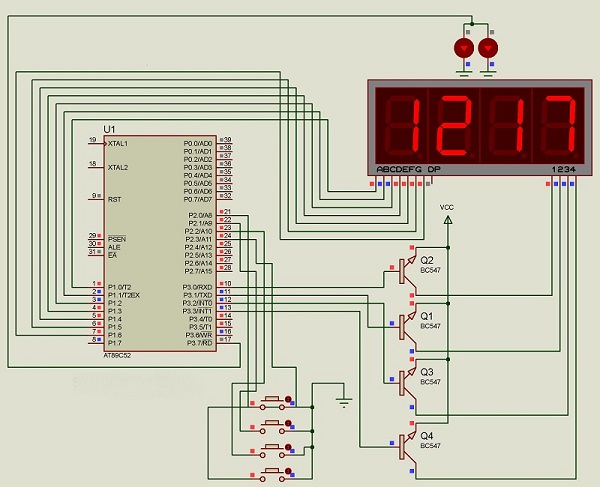 1217
ABCDEFG DP
1234
U1
19 XTAL1 P0.0/AD0 39
P0.1/AD1 38
P0.2/AD2 37
18 XTAL2 P0.3/AD3 36
P0.4/AD4 35
P0.5/AD5 34
P0.6/AD6 33
9 RST P0.7/AD7 32
P2.0/A8 21
P2.1/A9 22
P2.2/A10 23
29 PSEN P2.3/A11 24
30 ALE P2.4/A12 25
31 EA P2.5/A13 26
P2.6/A14 27
P2.7/A15 28
1 P1.0/T2 P3.0/RXD 10
2 P1.1/T2EX P3.1/TXD 11
3 P1.2 P3.2/INT0 12
4 P1.3 P3.3/INT1 13
5 P1.4 P3.4/T0 14
6 P1.5 P3.5/T1 15
7 P1.6 P3.6/WR 16
8 P1.7 P3.7/RD 17
AT89C52
VCC
Q2
BC547
Q1
BC547
Q3
BC547
Q4
BC547